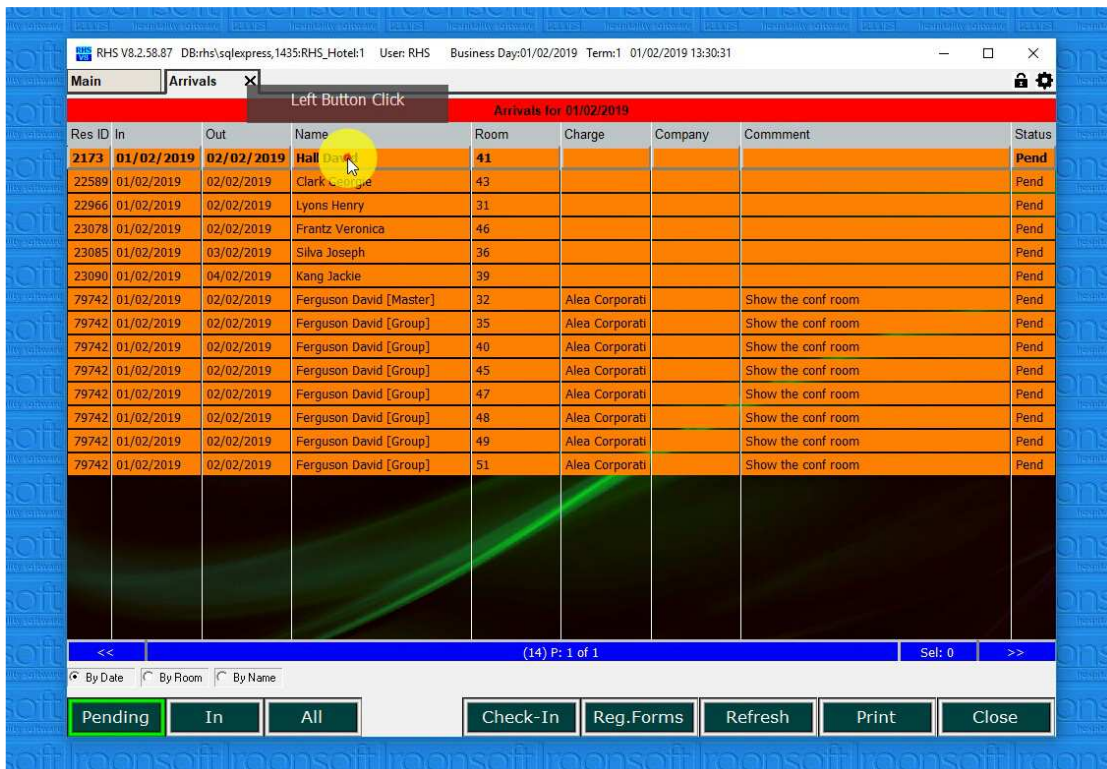 RHS V8.2.58.87 DB:rhs\sqlexpress,1435:RHS_Hotel:1 User: RHS Business Day:01/02/2019 Term:1 01/02/2019 13:30:31
Main Arrivals X
Left Button Click
Arrivals for 01/02/2019
Res ID In Out Name Room Charge Company Commment Status
2173 01/02/2019 02/02/2019 Hall David 41 Pend
22589 01/02/2019 02/02/2019 Clark Georgie 43 Pend
22966 01/02/2019 02/02/2019 Lyons Henry 31 Pend
23078 01/02/2019 02/02/2019 Frantz Veronica 46 Pend
23085 01/02/2019 03/02/2019 Silva Joseph 36 Pend
23090 01/02/2019 04/02/2019 Kang Jackie 39 Pend
79742 01/02/2019 02/02/2019 Ferguson David [Master] 32 Alea Corporati Show the conf room Pend
79742 01/02/2019 02/02/2019 Ferguson David [Group] 35 Alea Corporati Show the conf room Pend
79742 01/02/2019 02/02/2019 Ferguson David [Group] 40 Alea Corporati Show the conf room Pend
79742 01/02/2019 02/02/2019 Ferguson David [Group] 45 Alea Corporati Show the conf room Pend
79742 01/02/2019 02/02/2019 Ferguson David [Group] 47 Alea Corporati Show the conf room Pend
79742 01/02/2019 02/02/2019 Ferguson David [Group] 48 Alea Corporati Show the conf room Pend
79742 01/02/2019 02/02/2019 Ferguson David [Group] 49 Alea Corporati Show the conf room Pend
79742 01/02/2019 02/02/2019 Ferguson David [Group] 51 Alea Corporati Show the conf room Pend
<< (14) P: 1 of 1 Sel: 0 >>
By Date By Room By Name
Pending In All Check-In Reg.Forms Refresh Print Close